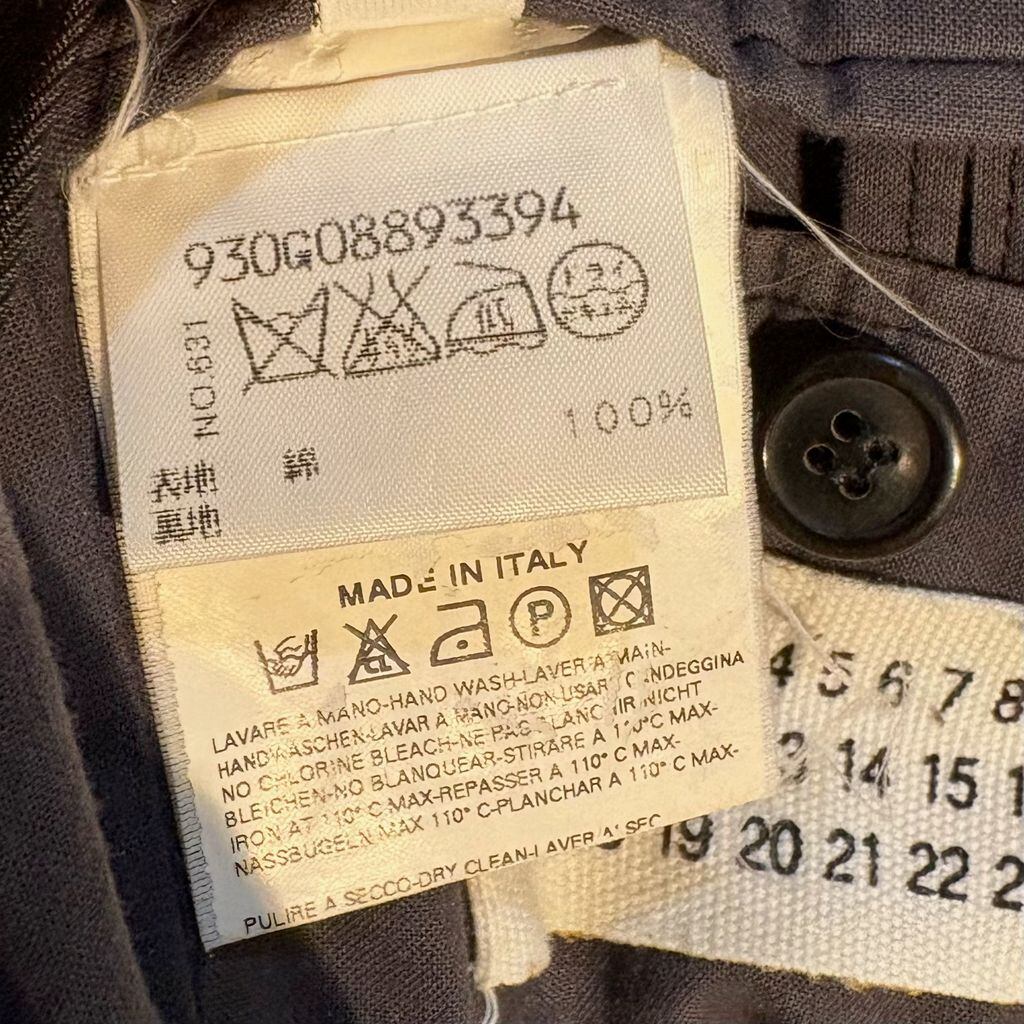 930G08893394
NO.631
100%
表地 綿
裏地
MADE IN ITALY
CL P
LAVARE A MANO-HAND WASH-LAVER A MAIN-
HANDWASCHEN-LAVAR A MANO-NON USAR CANDEGGINA
NO CHLORINE BLEACH-NE PAS BLANCHIR NICHT
BLEICHEN-NO BLANQUEAR-STIRARE A 110°C MAX-
IRON AT 110° C MAX-REPASSER A 110° C MAX-
NASSBUGELN MAX 110° C-PLANCHAR A 110° C MAX-
PULIRE A SECCO-DRY CLEAN-LAVER A' SEC
4 5 6 7 8
14 15
19 20 21 22